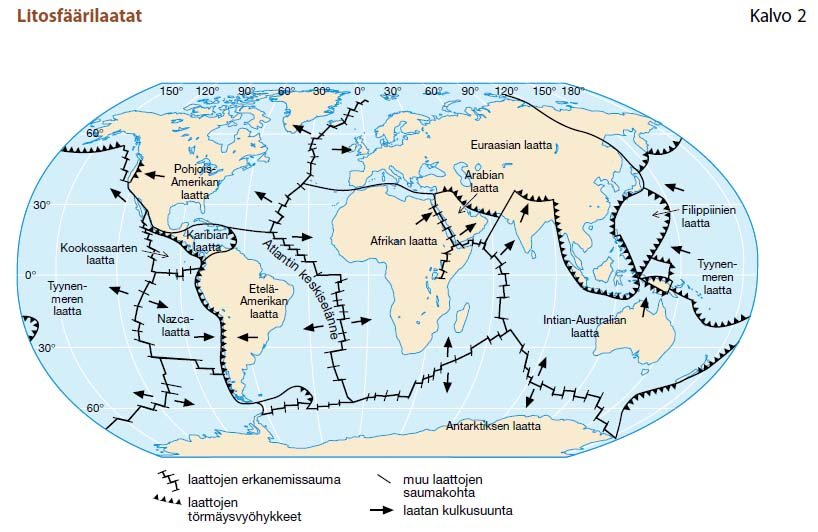 Litosfäärilaatat
Kalvo 2
150° 120° 90° 60° 30° 0° 30° 60° 90° 120° 150° 180°
60°
30°
0°
30°
60°
Euraasian laatta
Pohjois-
Amerikan
laatta
Arabian
laatta
Filippiinien
laatta
Karibian
laatta
Afrikan laatta
Kookossaarten
laatta
Atlantin keskiselänne
Tyynen-
meren
laatta
Tyynen-
meren
laatta
Etelä-
Amerikan
laatta
Nazca-
laatta
Intian-Australian
laatta
Antarktiksen laatta
laattojen erkanemissauma
laattojen
törmäysvyöhykkeet
muu laattojen
saumakohta
laatan kulkusuunta